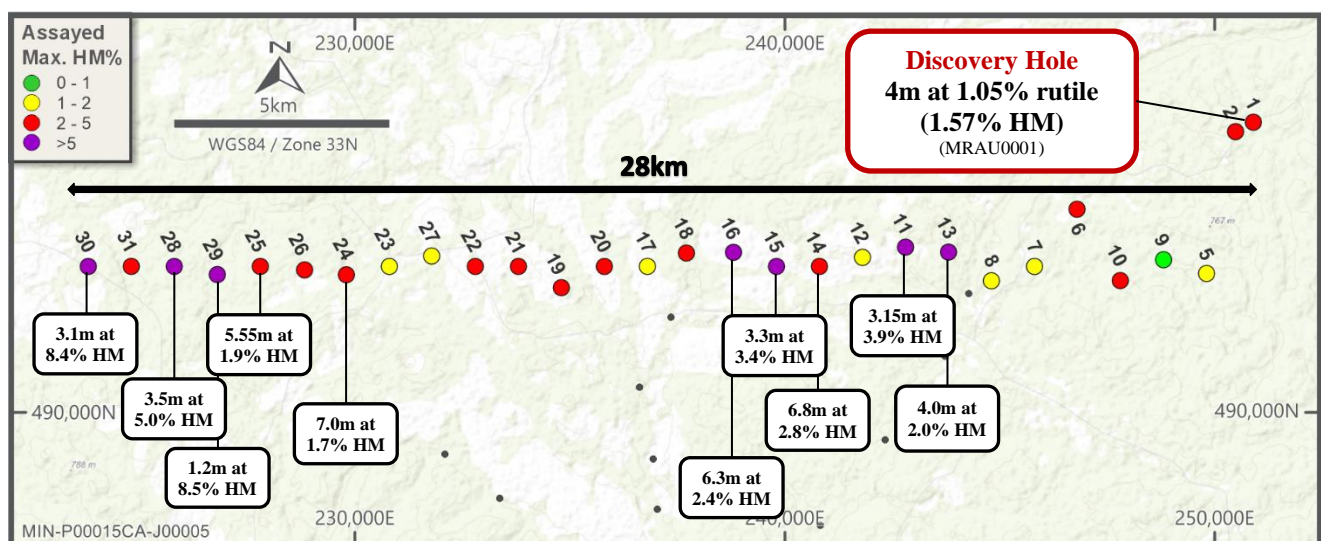 Assayed
Max. HM%
0 - 1
1 - 2
2 - 5
>5
N
5km
WGS84 / Zone 33N
230,000E
240,000E
Discovery Hole
4m at 1.05% rutile
(1.57% HM)
(MRAU0001)
2
1
28km
767 m
30
31
28
29
25
26
24
23
27
22
21
19
20
17
18
16
15
14
12
11
13
8
7
6
10
9
5
3.1m at
8.4% HM
5.55m at
1.9% HM
3.3m at
3.4% HM
3.15m at
3.9% HM
3.5m at
5.0% HM
7.0m at
1.7% HM
6.8m at
2.8% HM
4.0m at
2.0% HM
490,000N
490,000N
1.2m at
8.5% HM
6.3m at
2.4% HM
788 m
230,000E
240,000E
250,000E
MIN-P00015CA-J00005